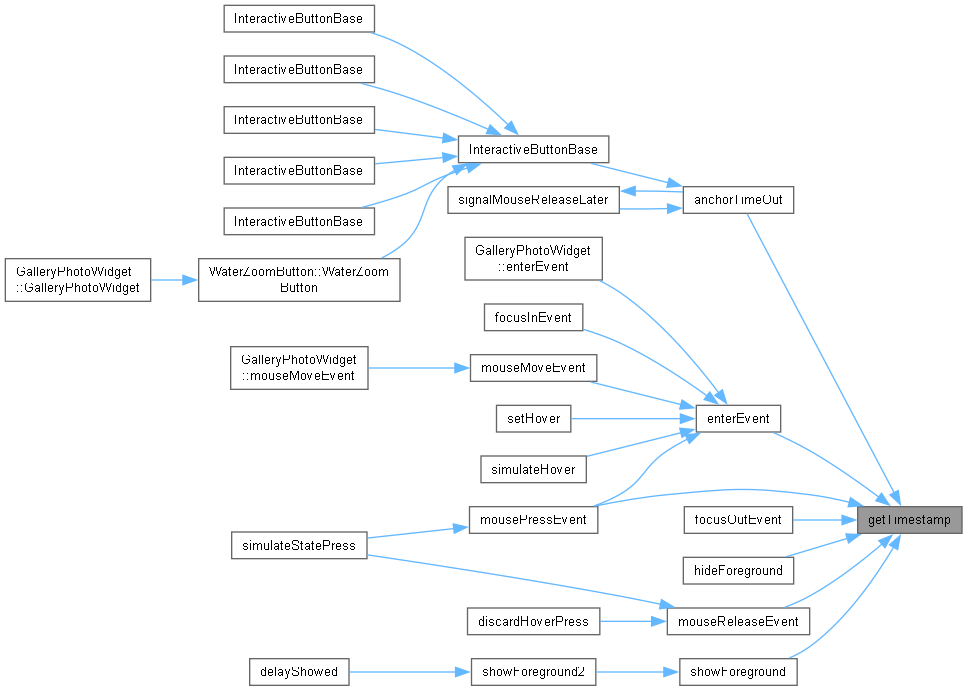 InteractiveButtonBase
InteractiveButtonBase
InteractiveButtonBase
InteractiveButtonBase
InteractiveButtonBase
InteractiveButtonBase
signalMouseReleaseLater
anchorTimeOut
GalleryPhotoWidget
::GalleryPhotoWidget
WaterZoomButton::WaterZoom
Button
GalleryPhotoWidget
::enterEvent
focusInEvent
GalleryPhotoWidget
::mouseMoveEvent
mouseMoveEvent
setHover
enterEvent
simulateHover
mousePressEvent
focusOutEvent
getTimestamp
simulateStatePress
hideForeground
discardHoverPress
mouseReleaseEvent
delayShowed
showForeground2
showForeground